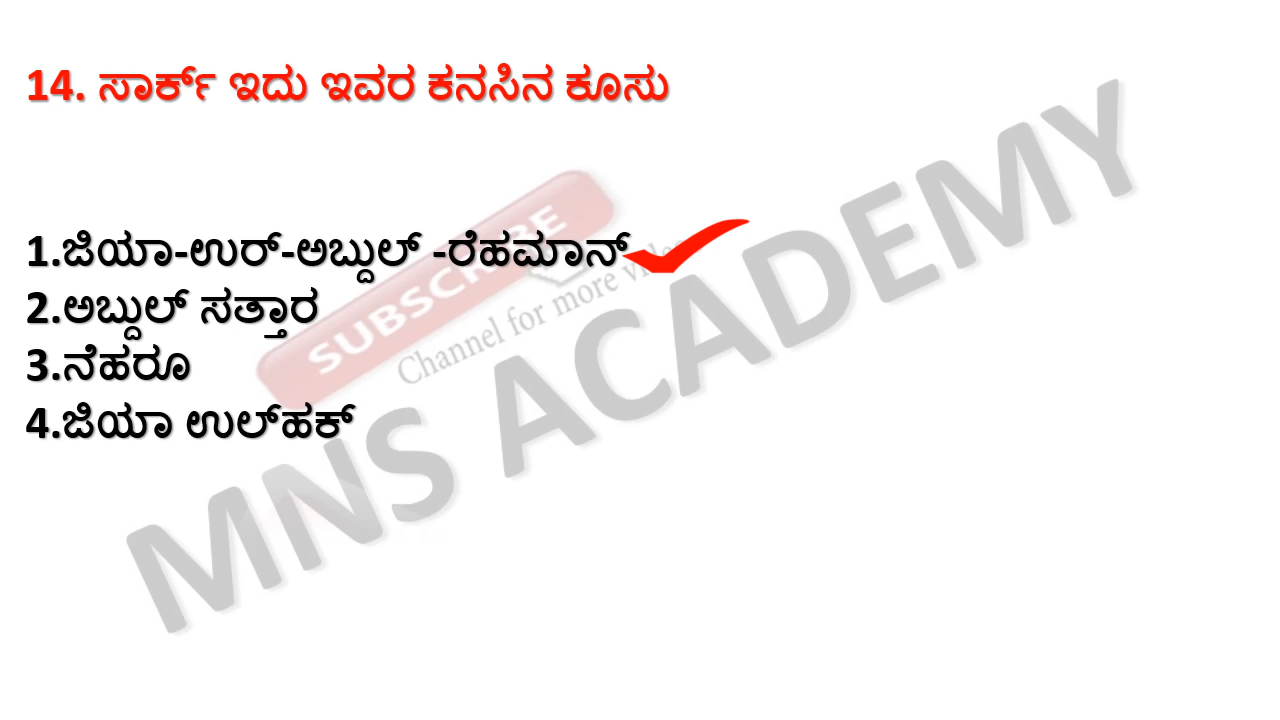 14. ಸಾರ್ಕ್ ಇದು ಇವರ ಕನಸಿನ ಕೂಸು
1.ಜಿಯಾ-ಉರ್-ಅಬ್ದುಲ್ -ರೆಹಮಾನ್
2.ಅಬ್ದುಲ್ ಸತ್ತಾರ
3.ನೆಹರೂ
4.ಜಿಯಾ ಉಲ್‌ಹಕ್
SUBSCRIBE
Channel for more video
MNS ACADEMY